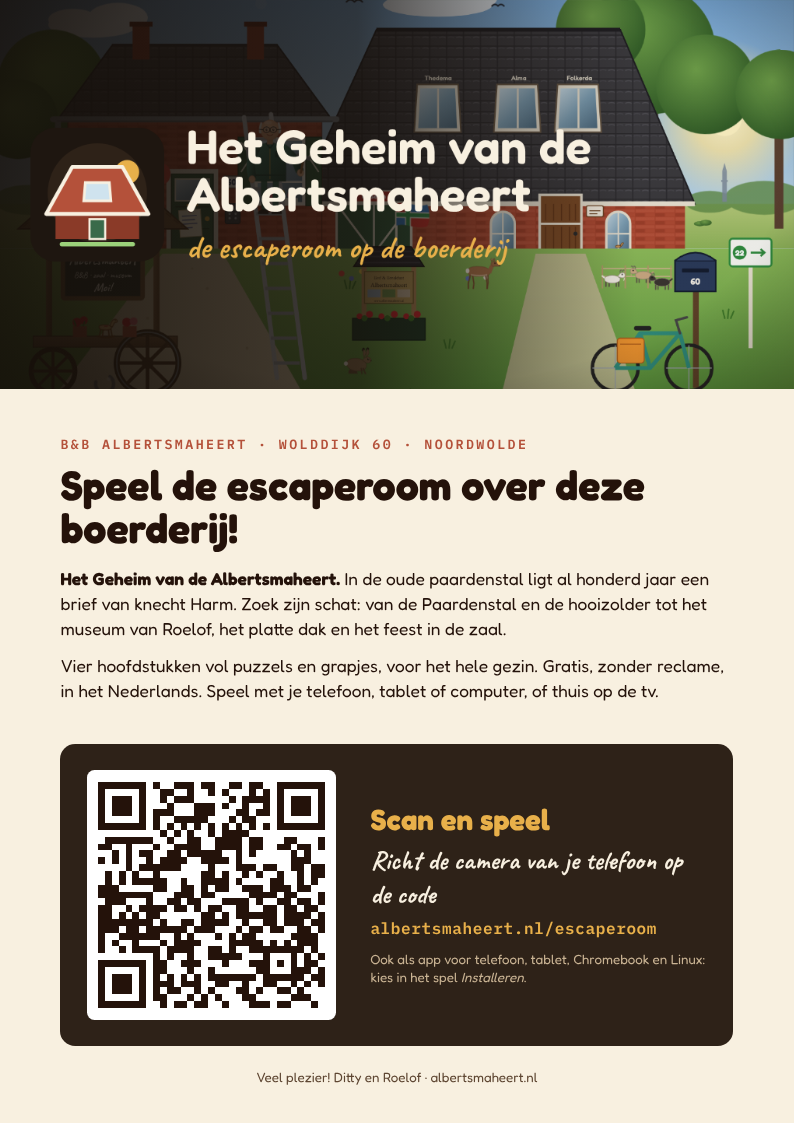 Thedema
Alma
Folkerda
Het Geheim van de
Albertsmaheert
de escaperoom op de boerderij
22 →
60
B&B ALBERTSMAHEERT · WOLDDIJK 60 · NOORDWOLDE
Speel de escaperoom over deze
boerderij!
Het Geheim van de Albertsmaheert. In de oude paardenstal ligt al honderd jaar een
brief van knecht Harm. Zoek zijn schat: van de Paardenstal en de hooizolder tot het
museum van Roelof, het platte dak en het feest in de zaal.
Vier hoofdstukken vol puzzels en grapjes, voor het hele gezin. Gratis, zonder reclame,
in het Nederlands. Speel met je telefoon, tablet of computer, of thuis op de tv.
Scan en speel
Richt de camera van je telefoon op
de code
albertsmaheert.nl/escaperoom
Ook als app voor telefoon, tablet, Chromebook en Linux:
kies in het spel Installeren.
Veel plezier! Ditty en Roelof · albertsmaheert.nl